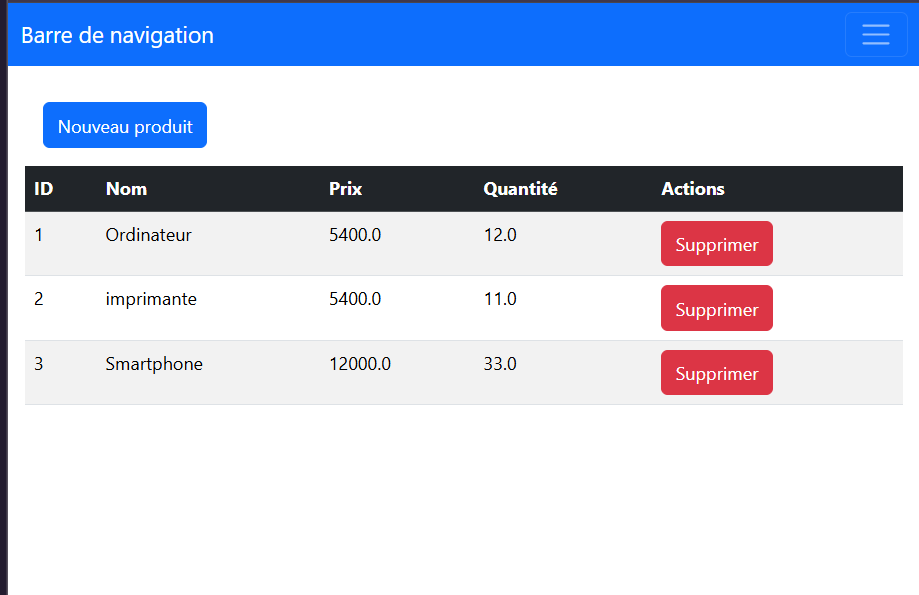 Barre de navigation
Nouveau produit
ID Nom Prix Quantité Actions
1 Ordinateur 5400.0 12.0 Supprimer
2 imprimante 5400.0 11.0 Supprimer
3 Smartphone 12000.0 33.0 Supprimer